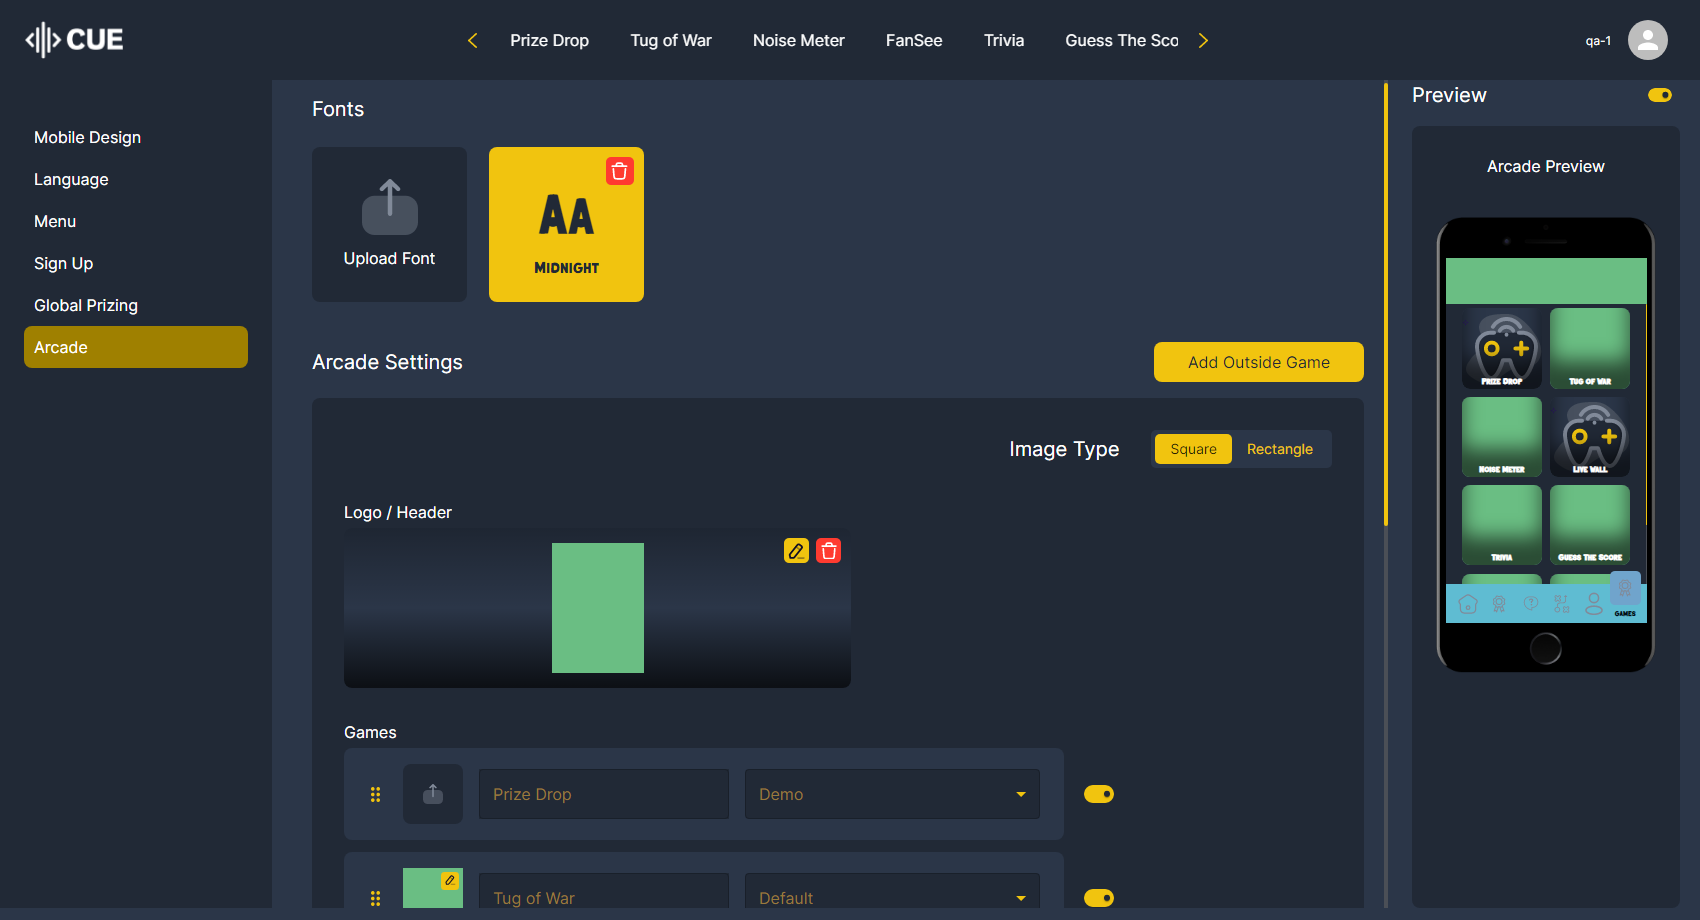 CUE
Prize Drop
Tug of War
Noise Meter
FanSee
Trivia
Guess The Sco
qa-1
Mobile Design
Language
Menu
Sign Up
Global Prizing
Arcade
Fonts
Upload Font
AA
MIDNIGHT
Arcade Settings
Add Outside Game
Image Type
Square
Rectangle
Logo / Header
Games
Prize Drop
Demo
Tug of War
Default
Preview
Arcade Preview
PRIZE DROP
TUG OF WAR
NOISE METER
LIVE WALL
TRIVIA
GUESS THE SCORE
GAMES